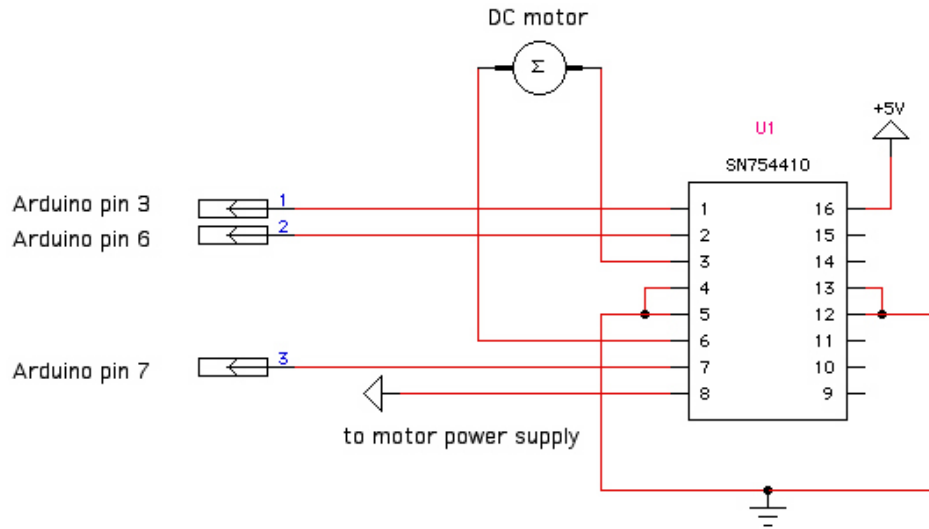 DC motor
Σ
+5V
U1
SN754410
Arduino pin 3
1
1
16
Arduino pin 6
2
2
15
3
14
4
13
5
12
6
11
Arduino pin 7
3
7
10
8
9
to motor power supply